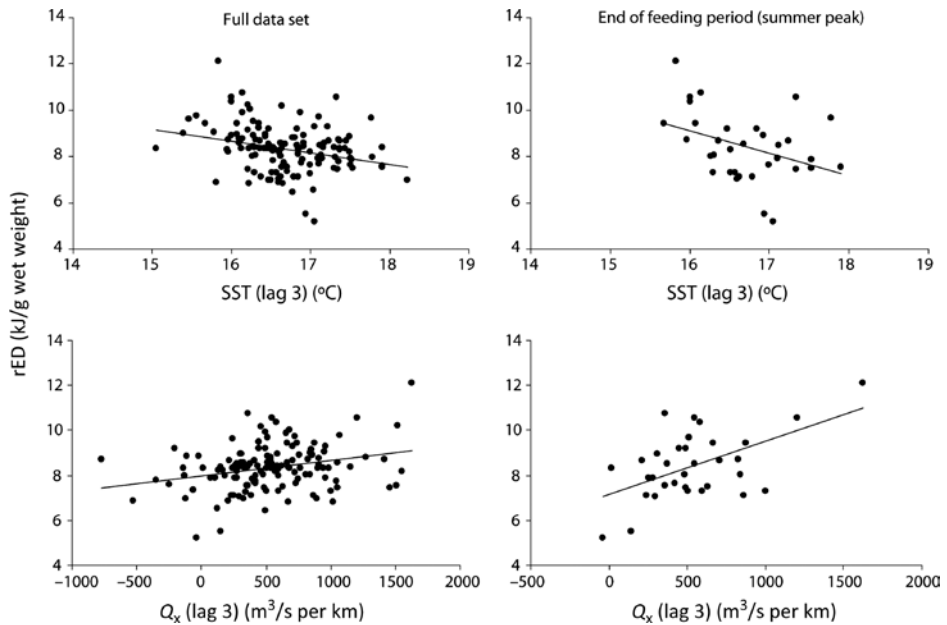 Full data set
End of feeding period (summer peak)
14
12
10
8
6
4
14 15 16 17 18 19
SST (lag 3) (ºC)
14
12
10
8
6
4
14 15 16 17 18 19
SST (lag 3) (ºC)
rED (kJ/g wet weight)
14
12
10
8
6
4
−1000 −500 0 500 1000 1500 2000
Qx (lag 3) (m³/s per km)
14
12
10
8
6
4
−500 0 500 1000 1500 2000
Qx (lag 3) (m³/s per km)